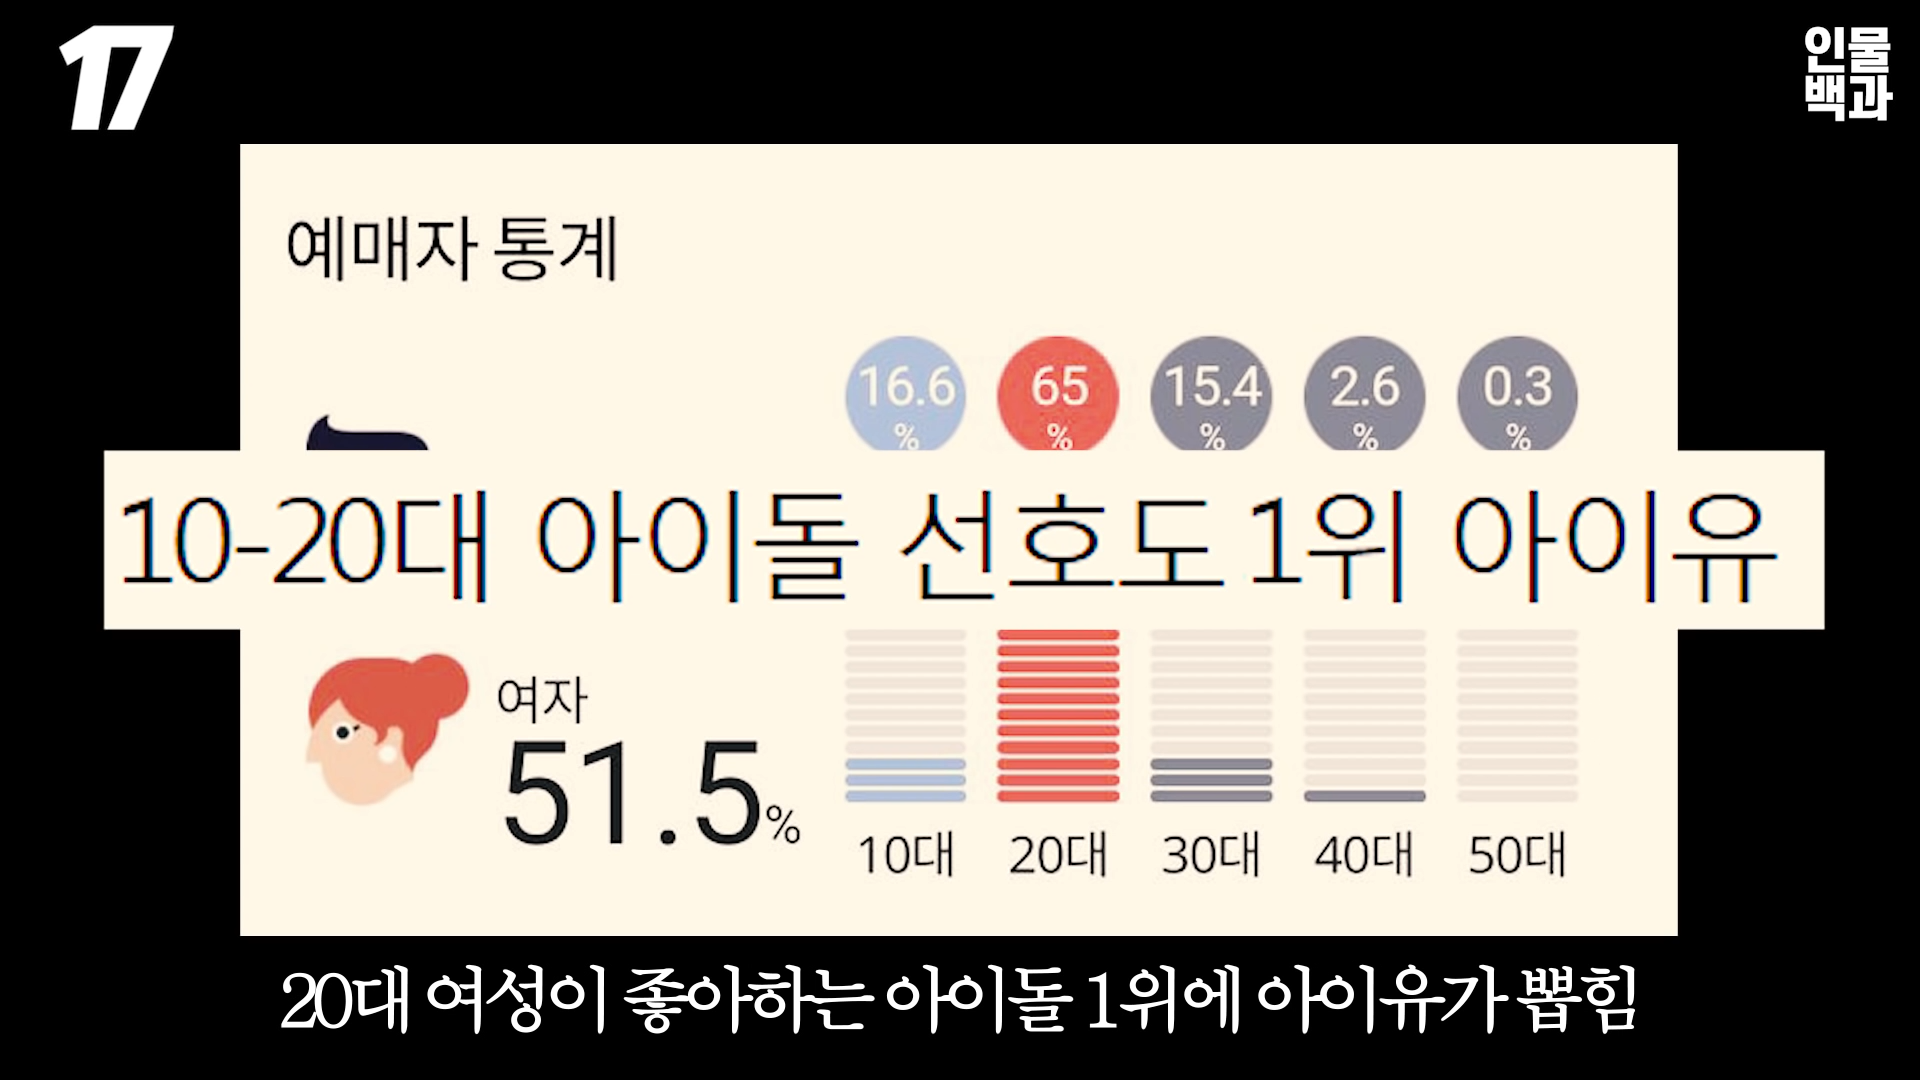 17
인물
백과
예매자 통계
16.6 65 15.4 2.6 0.3
% % % % %
10-20대 아이돌 선호도 1위 아이유
여자
51.5%
10대 20대 30대 40대 50대
20대 여성이 좋아하는 아이돌 1위에 아이유가 뽑힘